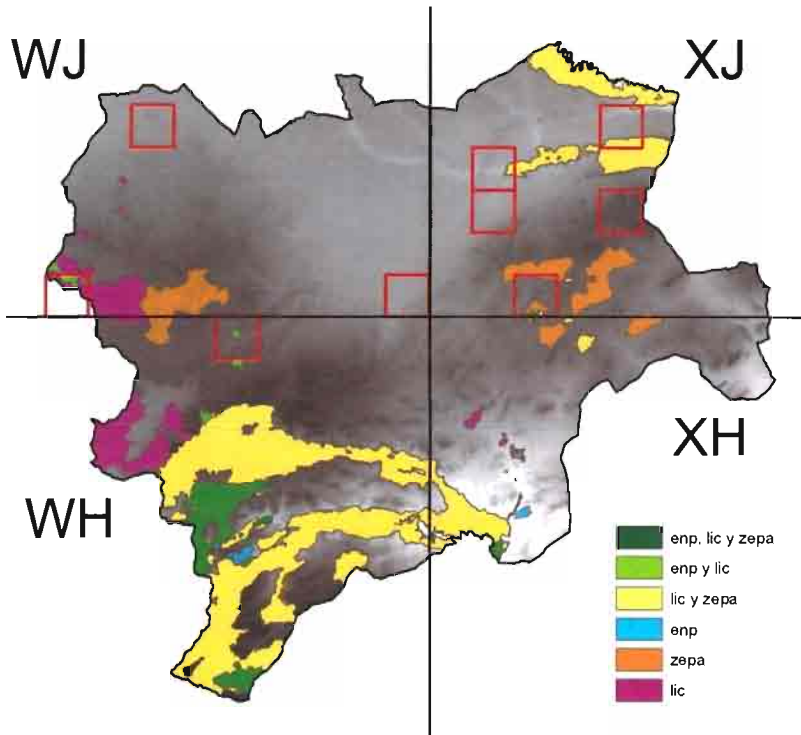 WJ
XJ
XH
WH
enp, lic y zepa
enp y lic
lic y zepa
enp
zepa
lic